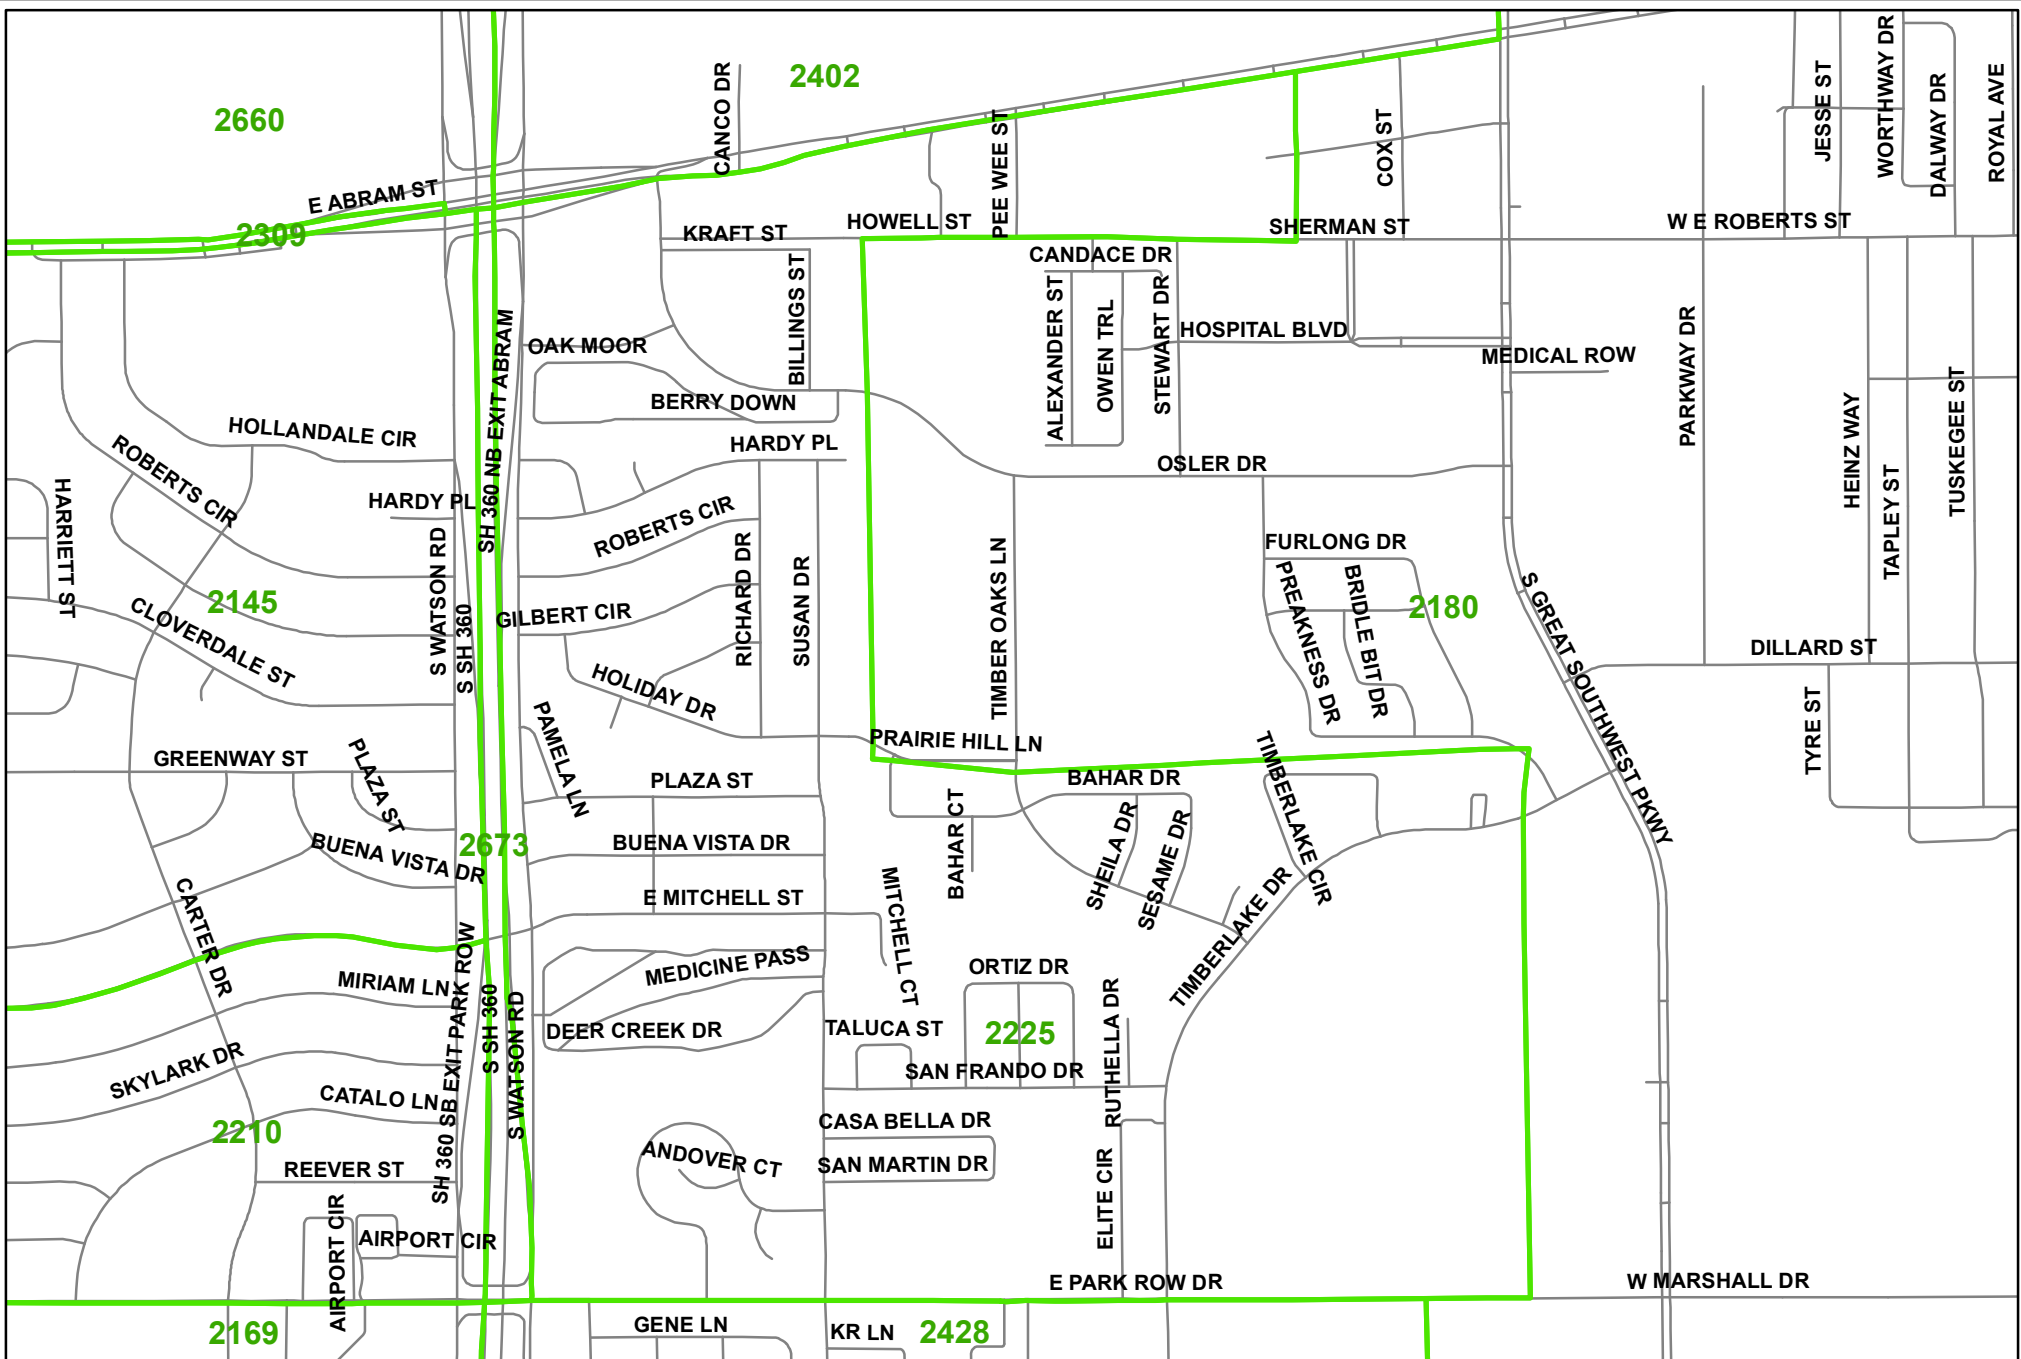 2660
2402
CANCO DR
E ABRAM ST
2309
KRAFT ST
HOWELL ST
PEE WEE ST
COX ST
SHERMAN ST
W E ROBERTS ST
JESSE ST
WORTHWAY DR
DALWAY DR
ROYAL AVE
CANDACE DR
BILLINGS ST
ALEXANDER ST
OWEN TRL
STEWART DR
HOSPITAL BLVD
MEDICAL ROW
PARKWAY DR
OAK MOOR
BERRY DOWN
SH 360 NB EXIT ABRAM
HOLLANDALE CIR
HARDY PL
HEINZ WAY
TAPLEY ST
TUSKEGEE ST
ROBERTS CIR
HARRIETT ST
HARDY PL
ROBERTS CIR
OSLER DR
S WATSON RD
S SH 360
RICHARD DR
SUSAN DR
TIMBER OAKS LN
FURLONG DR
PREAKNESS DR
BRIDLE BIT DR
2180
S GREAT SOUTHWEST PKWY
2145
CLOVERDALE ST
GILBERT CIR
HOLIDAY DR
DILLARD ST
TYRE ST
GREENWAY ST
PLAZA ST
PAMELA LN
PRAIRIE HILL LN
PLAZA ST
BAHAR DR
TIMBERLAKE CIR
BAHAR CT
SHEILA DR
SESAME DR
2673
BUENA VISTA DR
BUENA VISTA DR
E MITCHELL ST
MITCHELL CT
TIMBERLAKE DR
CARTER DR
MIRIAM LN
MEDICINE PASS
DEER CREEK DR
ORTIZ DR
TALUCA ST
2225
SAN FRANDO DR
RUTHELLA DR
SKYLARK DR
CATALO LN
SH 360 SB EXIT PARK ROW
S SH 360
S WATSON RD
2210
REEVER ST
ANDOVER CT
CASA BELLA DR
SAN MARTIN DR
ELITE CIR
AIRPORT CIR
AIRPORT CIR
E PARK ROW DR
W MARSHALL DR
2169
GENE LN
KR LN
2428